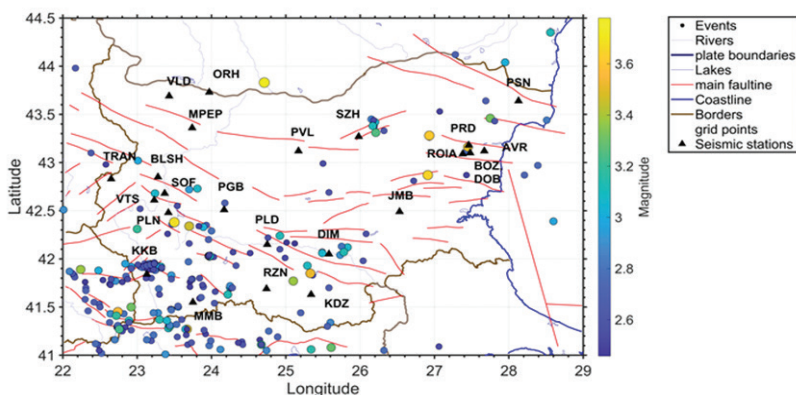 44.5
44
43.5
43
42.5
42
41.5
41
Latitude
22
23
24
25
26
27
28
29
Longitude
ORH
VLD
PSN
MPEP
SZH
PRD
PVL
ROIA
AVR
TRAN
BLSH
BOZ
SOF
DOB
PGB
VTS
JMB
PLN
PLD
DIM
KKB
RZN
KDZ
MMB
3.6
3.4
3.2
3
2.8
2.6
Magnitude
Events
Rivers
plate boundaries
Lakes
main faultine
Coastline
Borders
grid points
Seismic stations